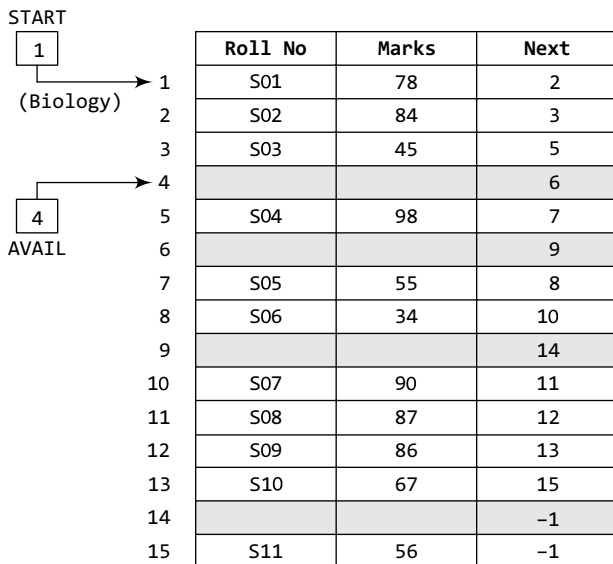 START
1
(Biology)
4
AVAIL
Roll No Marks Next
1 S01 78 2
2 S02 84 3
3 S03 45 5
4 6
5 S04 98 7
6 9
7 S05 55 8
8 S06 34 10
9 14
10 S07 90 11
11 S08 87 12
12 S09 86 13
13 S10 67 15
14 –1
15 S11 56 –1